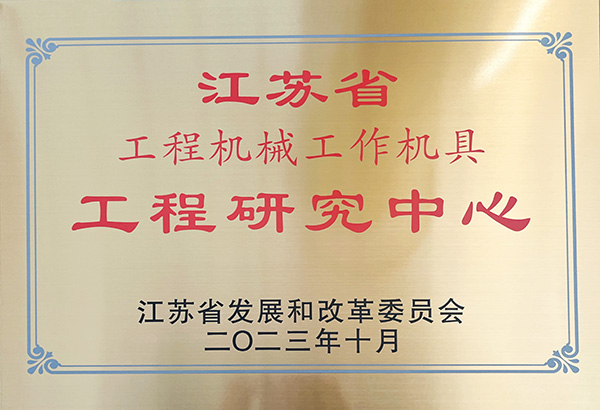 江苏省
工程机械工作机具
工程研究中心
江苏省发展和改革委员会
二〇二三年十月